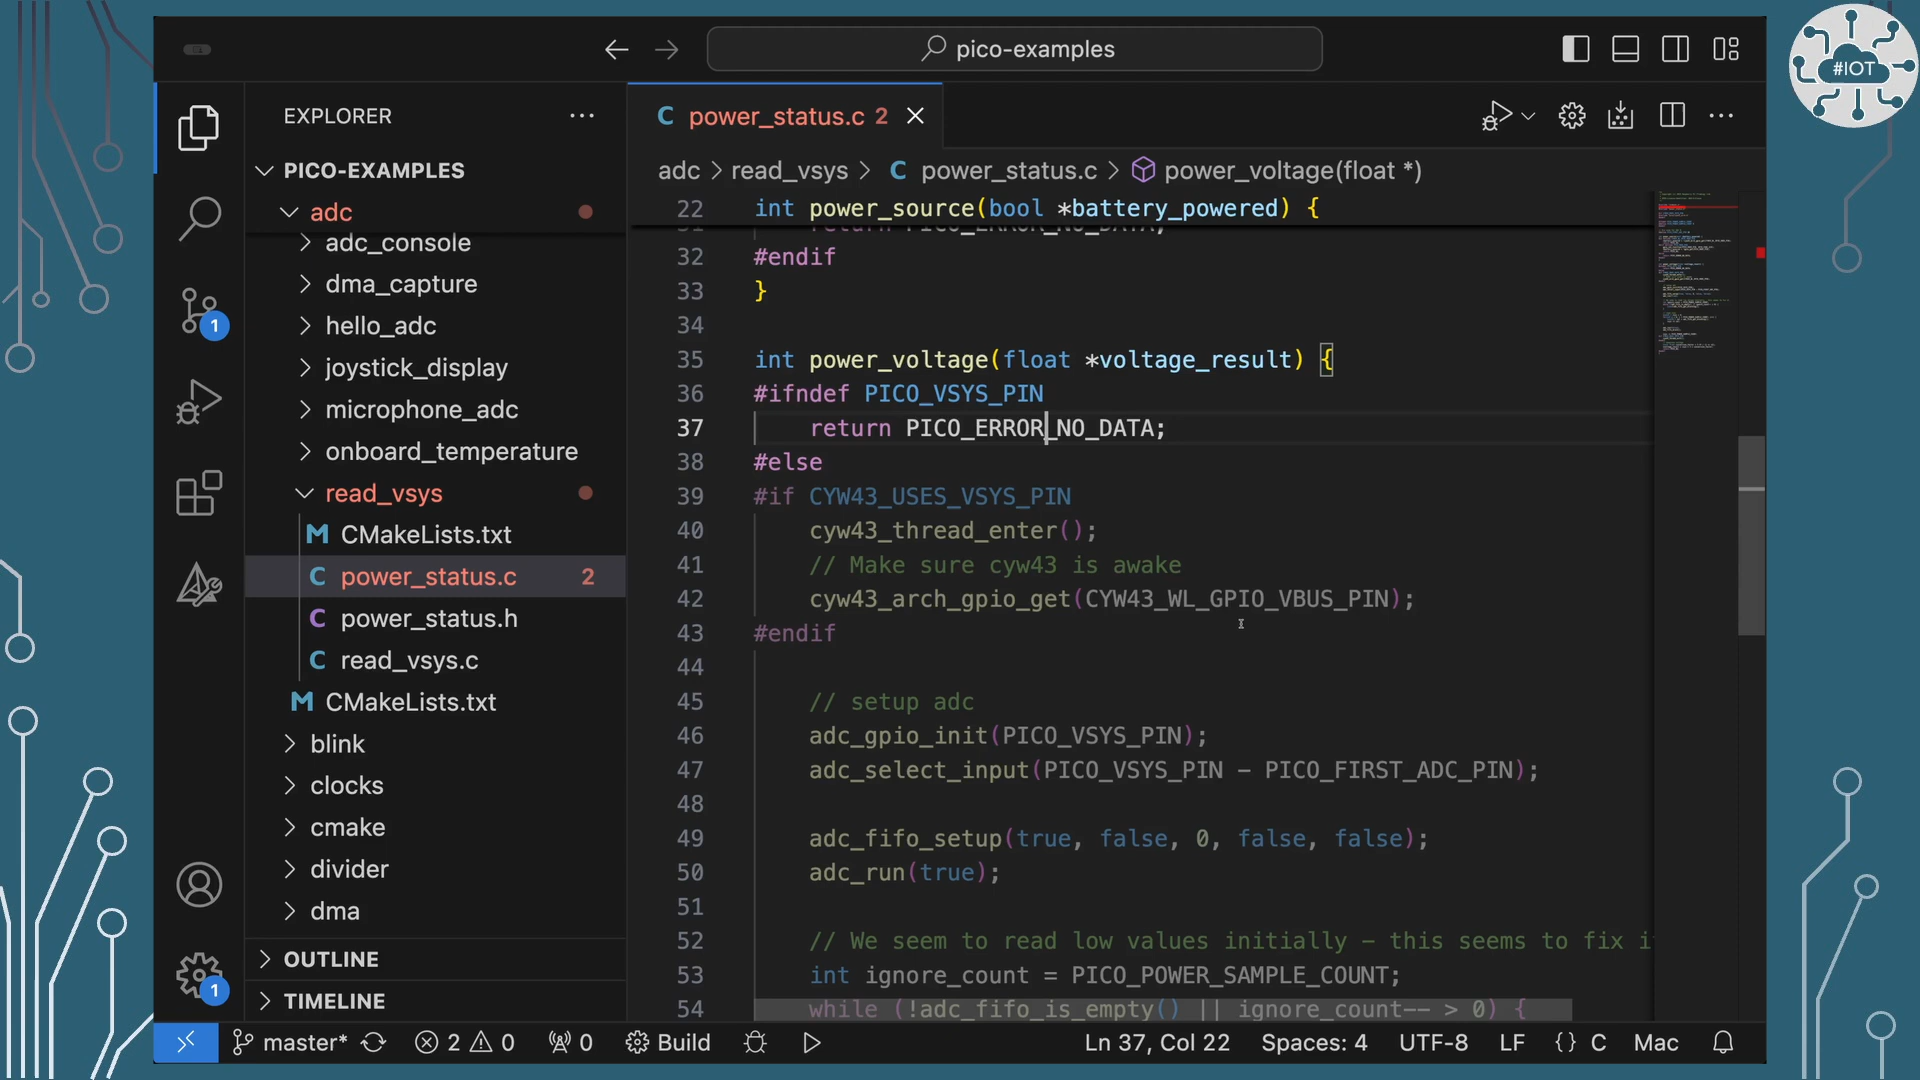 pico-examples
#IOT
EXPLORER
power_status.c 2
PICO-EXAMPLES
adc > read_vsys > C power_status.c > power_voltage(float *)
adc
adc_console
dma_capture
hello_adc
joystick_display
microphone_adc
onboard_temperature
read_vsys
CMakeLists.txt
power_status.c 2
power_status.h
read_vsys.c
CMakeLists.txt
blink
clocks
cmake
divider
dma
OUTLINE
TIMELINE
1
1
22 int power_source(bool *battery_powered) {
return PICO_ERROR_NO_DATA;
32 #endif
33 }
34
35 int power_voltage(float *voltage_result) {
36 #ifndef PICO_VSYS_PIN
37 return PICO_ERROR_NO_DATA;
38 #else
39 #if CYW43_USES_VSYS_PIN
40 cyw43_thread_enter();
41 // Make sure cyw43 is awake
42 cyw43_arch_gpio_get(CYW43_WL_GPIO_VBUS_PIN);
43 #endif
44
45 // setup adc
46 adc_gpio_init(PICO_VSYS_PIN);
47 adc_select_input(PICO_VSYS_PIN - PICO_FIRST_ADC_PIN);
48
49 adc_fifo_setup(true, false, 0, false, false);
50 adc_run(true);
51
52 // We seem to read low values initially - this seems to fix
53 int ignore_count = PICO_POWER_SAMPLE_COUNT;
54 while (!adc_fifo_is_empty() || ignore_count-- > 0) {
master* 2 0 0 Build Ln 37, Col 22 Spaces: 4 UTF-8 LF {} C Mac